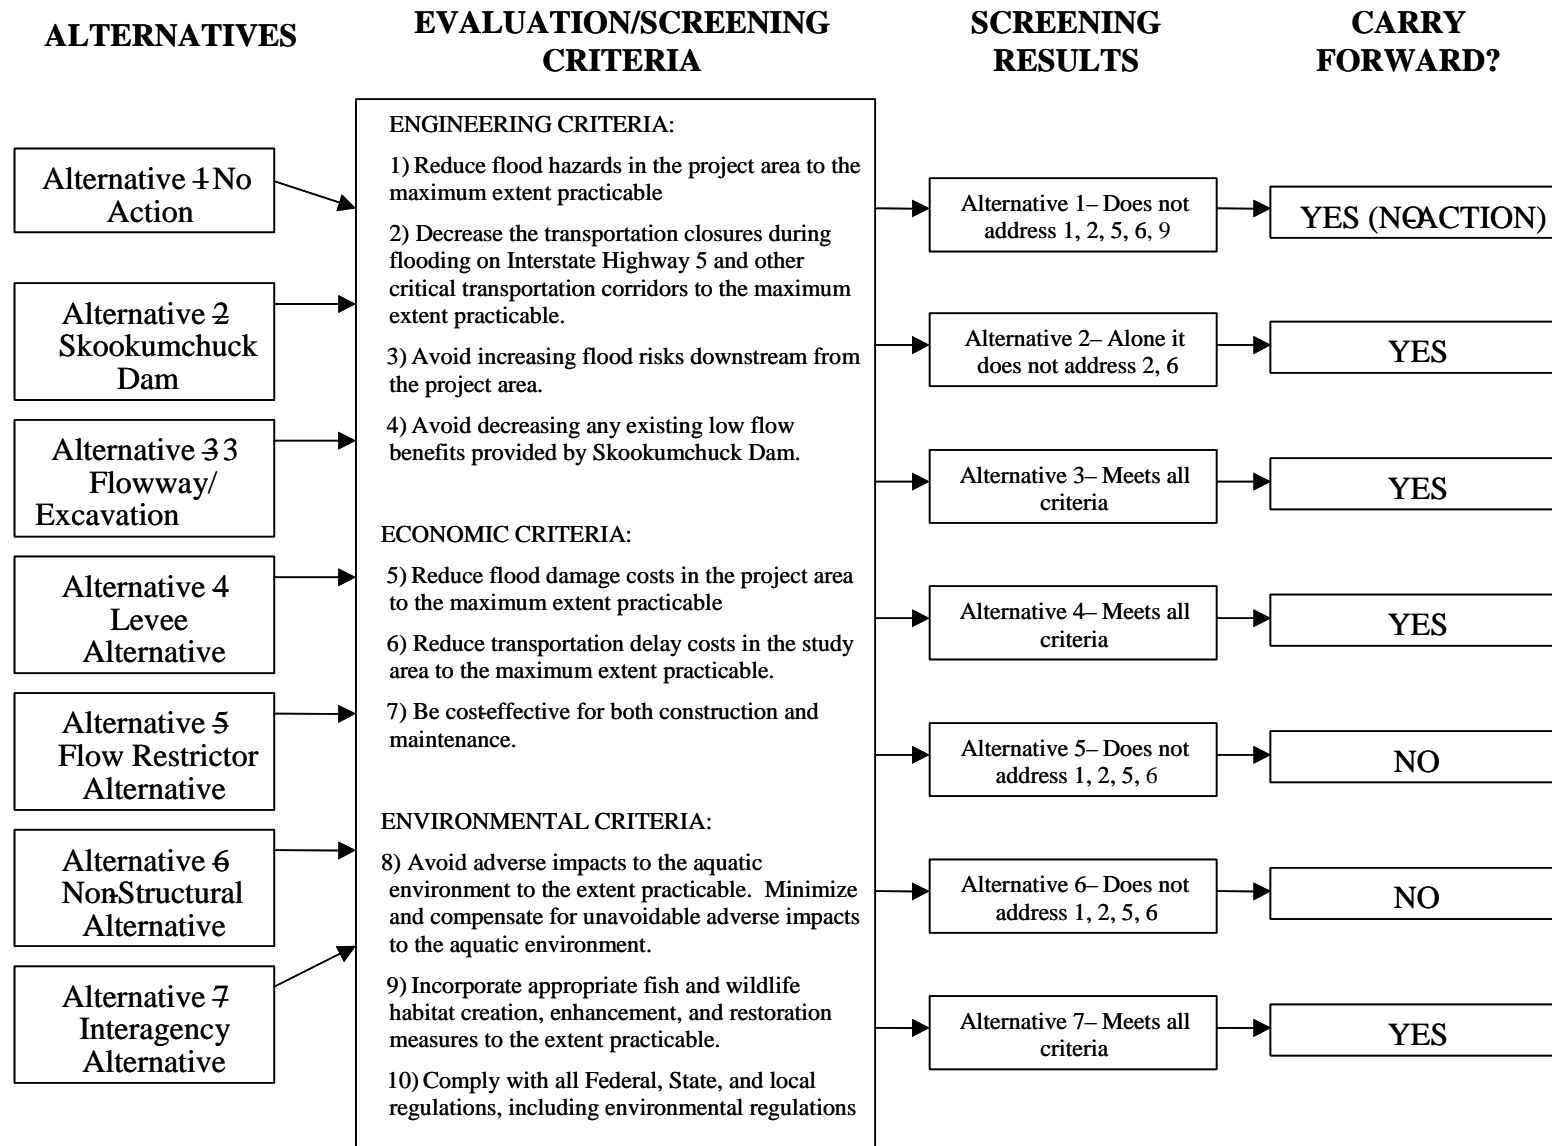 ALTERNATIVES
EVALUATION/SCREENING
CRITERIA
SCREENING
RESULTS
CARRY
FORWARD?
Alternative 1 No
Action
Alternative 2
Skookumchuck
Dam
Alternative 3 3
Flowway/
Excavation
Alternative 4
Levee
Alternative
Alternative 5
Flow Restrictor
Alternative
Alternative 6
Non-Structural
Alternative
Alternative 7
Interagency
Alternative
ENGINEERING CRITERIA:
1) Reduce flood hazards in the project area to the
maximum extent practicable
2) Decrease the transportation closures during
flooding on Interstate Highway 5 and other
critical transportation corridors to the maximum
extent practicable.
3) Avoid increasing flood risks downstream from
the project area.
4) Avoid decreasing any existing low flow
benefits provided by Skookumchuck Dam.
ECONOMIC CRITERIA:
5) Reduce flood damage costs in the project area
to the maximum extent practicable
6) Reduce transportation delay costs in the study
area to the maximum extent practicable.
7) Be cost-effective for both construction and
maintenance.
ENVIRONMENTAL CRITERIA:
8) Avoid adverse impacts to the aquatic
environment to the extent practicable. Minimize
and compensate for unavoidable adverse impacts
to the aquatic environment.
9) Incorporate appropriate fish and wildlife
habitat creation, enhancement, and restoration
measures to the extent practicable.
10) Comply with all Federal, State, and local
regulations, including environmental regulations
Alternative 1– Does not
address 1, 2, 5, 6, 9
Alternative 2– Alone it
does not address 2, 6
Alternative 3– Meets all
criteria
Alternative 4– Meets all
criteria
Alternative 5– Does not
address 1, 2, 5, 6
Alternative 6– Does not
address 1, 2, 5, 6
Alternative 7– Meets all
criteria
YES (NO-ACTION)
YES
YES
YES
NO
NO
YES